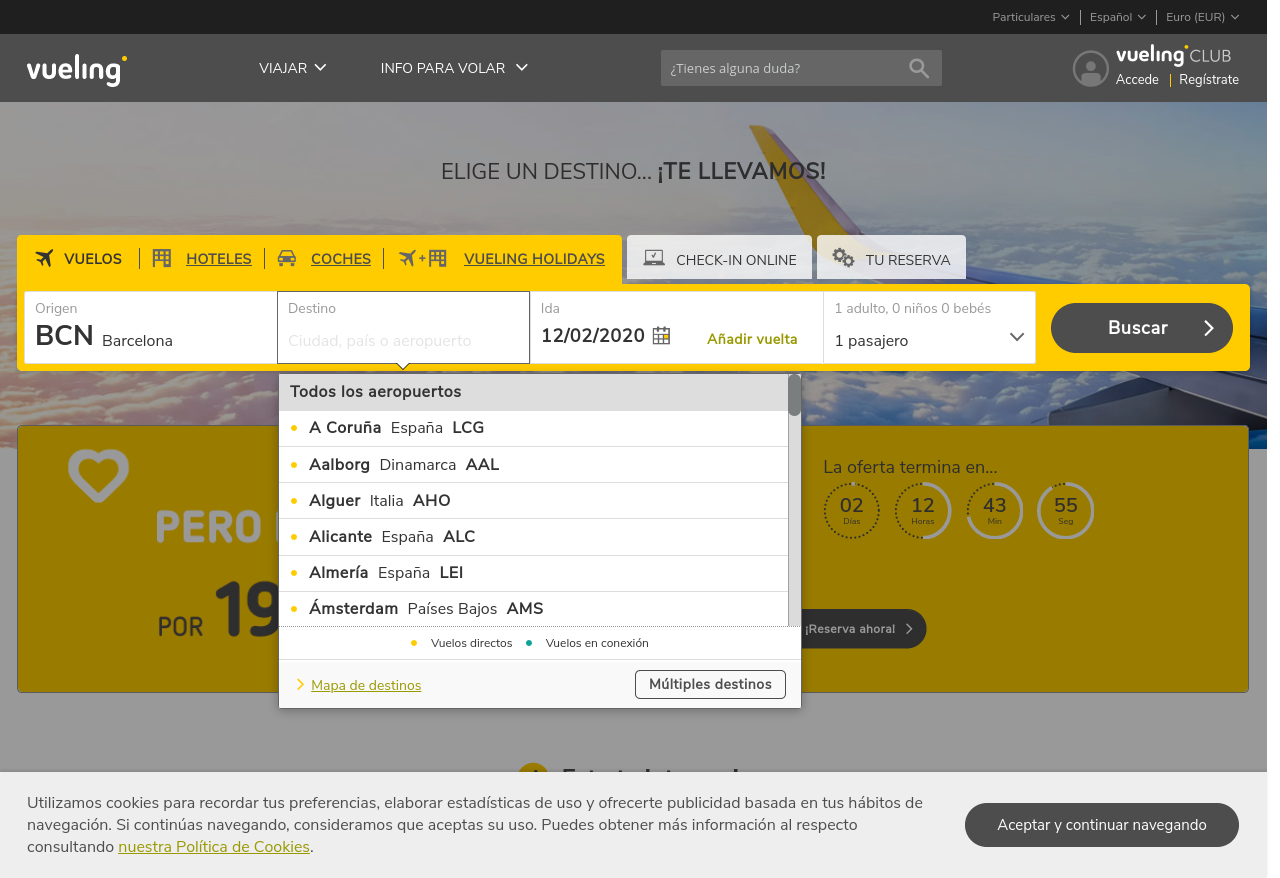 Particulares
Español
Euro (EUR)
vueling
VIAJAR
INFO PARA VOLAR
¿Tienes alguna duda?
vueling CLUB
Accede
Regístrate
ELIGE UN DESTINO... ¡TE LLEVAMOS!
VUELOS
HOTELES
COCHES
+
VUELING HOLIDAYS
CHECK-IN ONLINE
TU RESERVA
Origen
BCN Barcelona
Destino
Ciudad, país o aeropuerto
Ida
12/02/2020
Añadir vuelta
1 adulto, 0 niños 0 bebés
1 pasajero
Buscar
Todos los aeropuertos
A Coruña España LCG
Aalborg Dinamarca AAL
Alguer Italia AHO
Alicante España ALC
Almería España LEI
Ámsterdam Países Bajos AMS
Vuelos directos
Vuelos en conexión
Mapa de destinos
Múltiples destinos
PERO
POR 19
La oferta termina en...
02 Días
12 Horas
43 Min
55 Seg
¡Reserva ahora!
Utilizamos cookies para recordar tus preferencias, elaborar estadísticas de uso y ofrecerte publicidad basada en tus hábitos de
navegación. Si continúas navegando, consideramos que aceptas su uso. Puedes obtener más información al respecto
consultando nuestra Política de Cookies.
Aceptar y continuar navegando